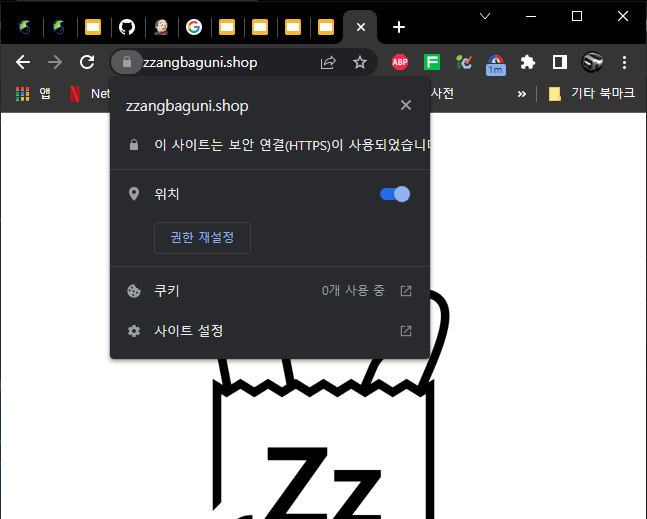 zzangbaguni.shop
ABP
F
1m
앱
Net
사전
»
기타 북마크
zzangbaguni.shop
이 사이트는 보안 연결(HTTPS)이 사용되었습니
위치
권한 재설정
쿠키 0개 사용 중
사이트 설정
Zz